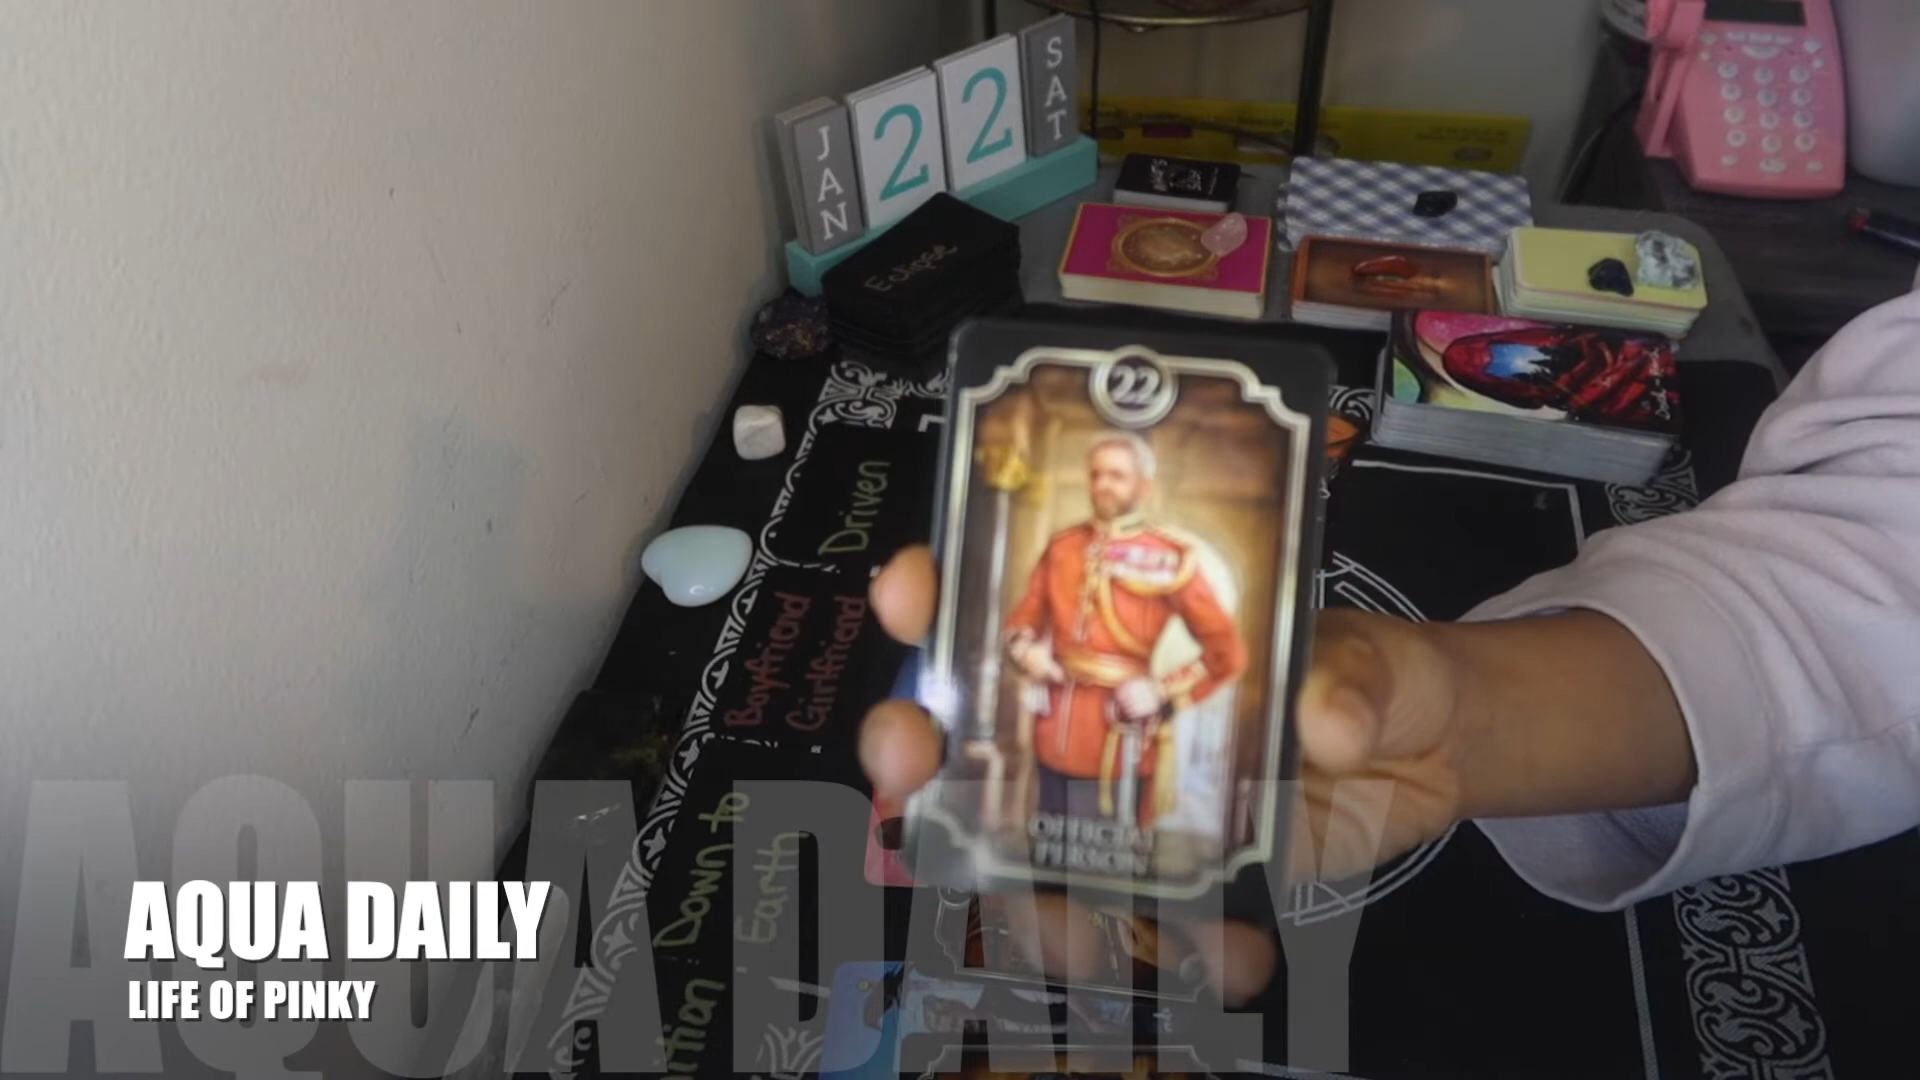 JAN
22
SAT
Eclipse
22
Driven
Boyfriend
Girlfriend
OFFICIAL
PERSON
Down to
Earth
AQUA DAILY
AQUA DAILY
LIFE OF PINKY